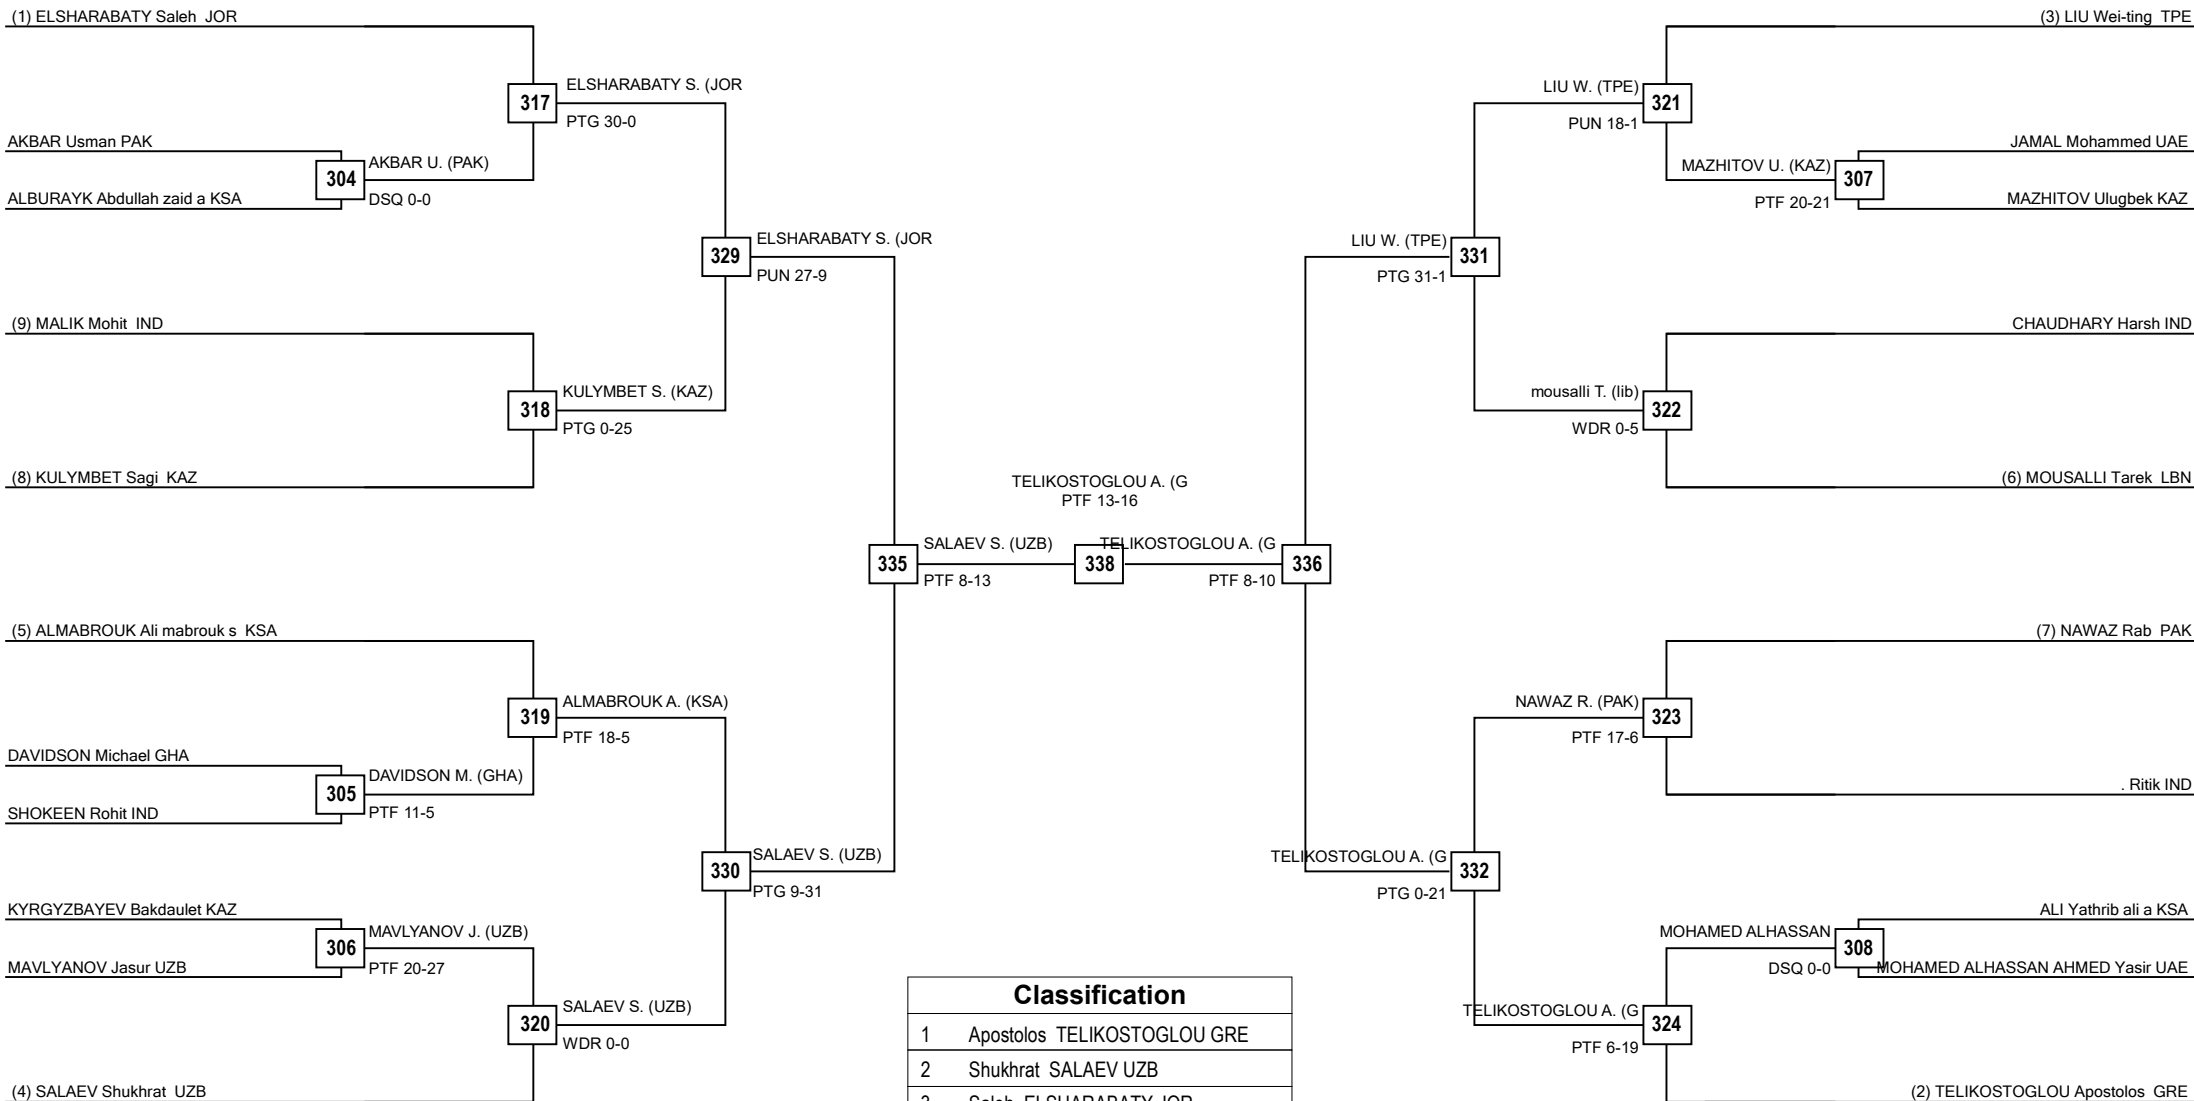 (1) ELSHARABATY Saleh JOR
ELSHARABATY S. (JOR
317
PTG 30-0
AKBAR Usman PAK
AKBAR U. (PAK)
304
ALBURAYK Abdullah zaid a KSA
DSQ 0-0
ELSHARABATY S. (JOR
329
PUN 27-9
(9) MALIK Mohit IND
KULYMBET S. (KAZ)
318
PTG 0-25
(8) KULYMBET Sagi KAZ
SALAEV S. (UZB)
335
PTF 8-13
(5) ALMABROUK Ali mabrouk s KSA
ALMABROUK A. (KSA)
319
PTF 18-5
DAVIDSON Michael GHA
DAVIDSON M. (GHA)
305
SHOKEEN Rohit IND
PTF 11-5
SALAEV S. (UZB)
330
PTG 9-31
KYRGYZBAYEV Bakdaulet KAZ
MAVLYANOV J. (UZB)
306
MAVLYANOV Jasur UZB
PTF 20-27
SALAEV S. (UZB)
320
WDR 0-0
(4) SALAEV Shukhrat UZB
TELIKOSTOGLOU A. (G
PTF 13-16
338
(3) LIU Wei-ting TPE
LIU W. (TPE)
321
PUN 18-1
JAMAL Mohammed UAE
MAZHITOV U. (KAZ)
307
PTF 20-21
MAZHITOV Ulugbek KAZ
LIU W. (TPE)
331
PTG 31-1
CHAUDHARY Harsh IND
mousalli T. (lib)
322
WDR 0-5
(6) MOUSALLI Tarek LBN
TELIKOSTOGLOU A. (G
336
PTF 8-10
(7) NAWAZ Rab PAK
NAWAZ R. (PAK)
323
PTF 17-6
. Ritik IND
TELIKOSTOGLOU A. (G
332
PTG 0-21
ALI Yathrib ali a KSA
MOHAMED ALHASSAN
308
DSQ 0-0
MOHAMED ALHASSAN AHMED Yasir UAE
TELIKOSTOGLOU A. (G
324
PTF 6-19
(2) TELIKOSTOGLOU Apostolos GRE
Classification
1 Apostolos TELIKOSTOGLOU GRE
2 Shukhrat SALAEV UZB
3 Saleh ELSHARABATY JOR